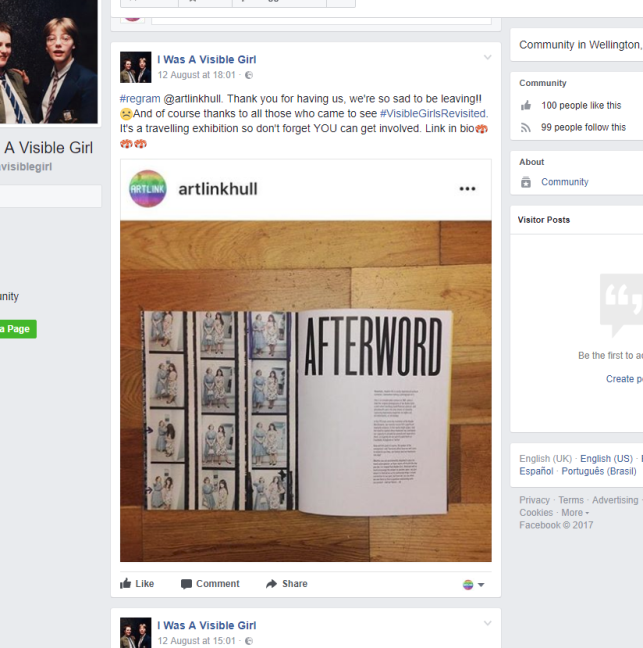 I Was A Visible Girl
12 August at 18:01
#regram @artlinkhull. Thank you for having us, we're so sad to be leaving!!
And of course thanks to all those who came to see #VisibleGirlsRevisited.
It's a travelling exhibition so don't forget YOU can get involved. Link in bio
ARTLINK
artlinkhull
AFTERWORD
Like Comment Share
I Was A Visible Girl
12 August at 15:01
A Visible Girl
visiblegirl
unity
a Page
Community in Wellington,
Community
100 people like this
99 people follow this
About
Community
Visitor Posts
Be the first to a
Create p
English (UK) · English (US) ·
Español · Português (Brasil)
Privacy · Terms · Advertising ·
Cookies · More
Facebook © 2017